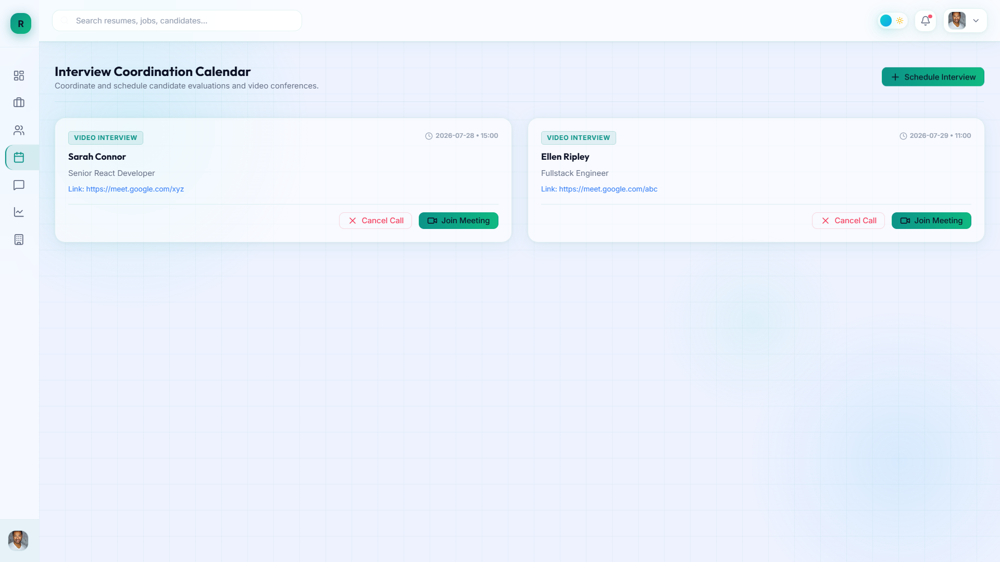 R
Search resumes, jobs, candidates...
Interview Coordination Calendar
Coordinate and schedule candidate evaluations and video conferences.
Schedule Interview
VIDEO INTERVIEW
2026-07-28 • 15:00
Sarah Connor
Senior React Developer
Link: https://meet.google.com/xyz
Cancel Call
Join Meeting
VIDEO INTERVIEW
2026-07-29 • 11:00
Ellen Ripley
Fullstack Engineer
Link: https://meet.google.com/abc
Cancel Call
Join Meeting